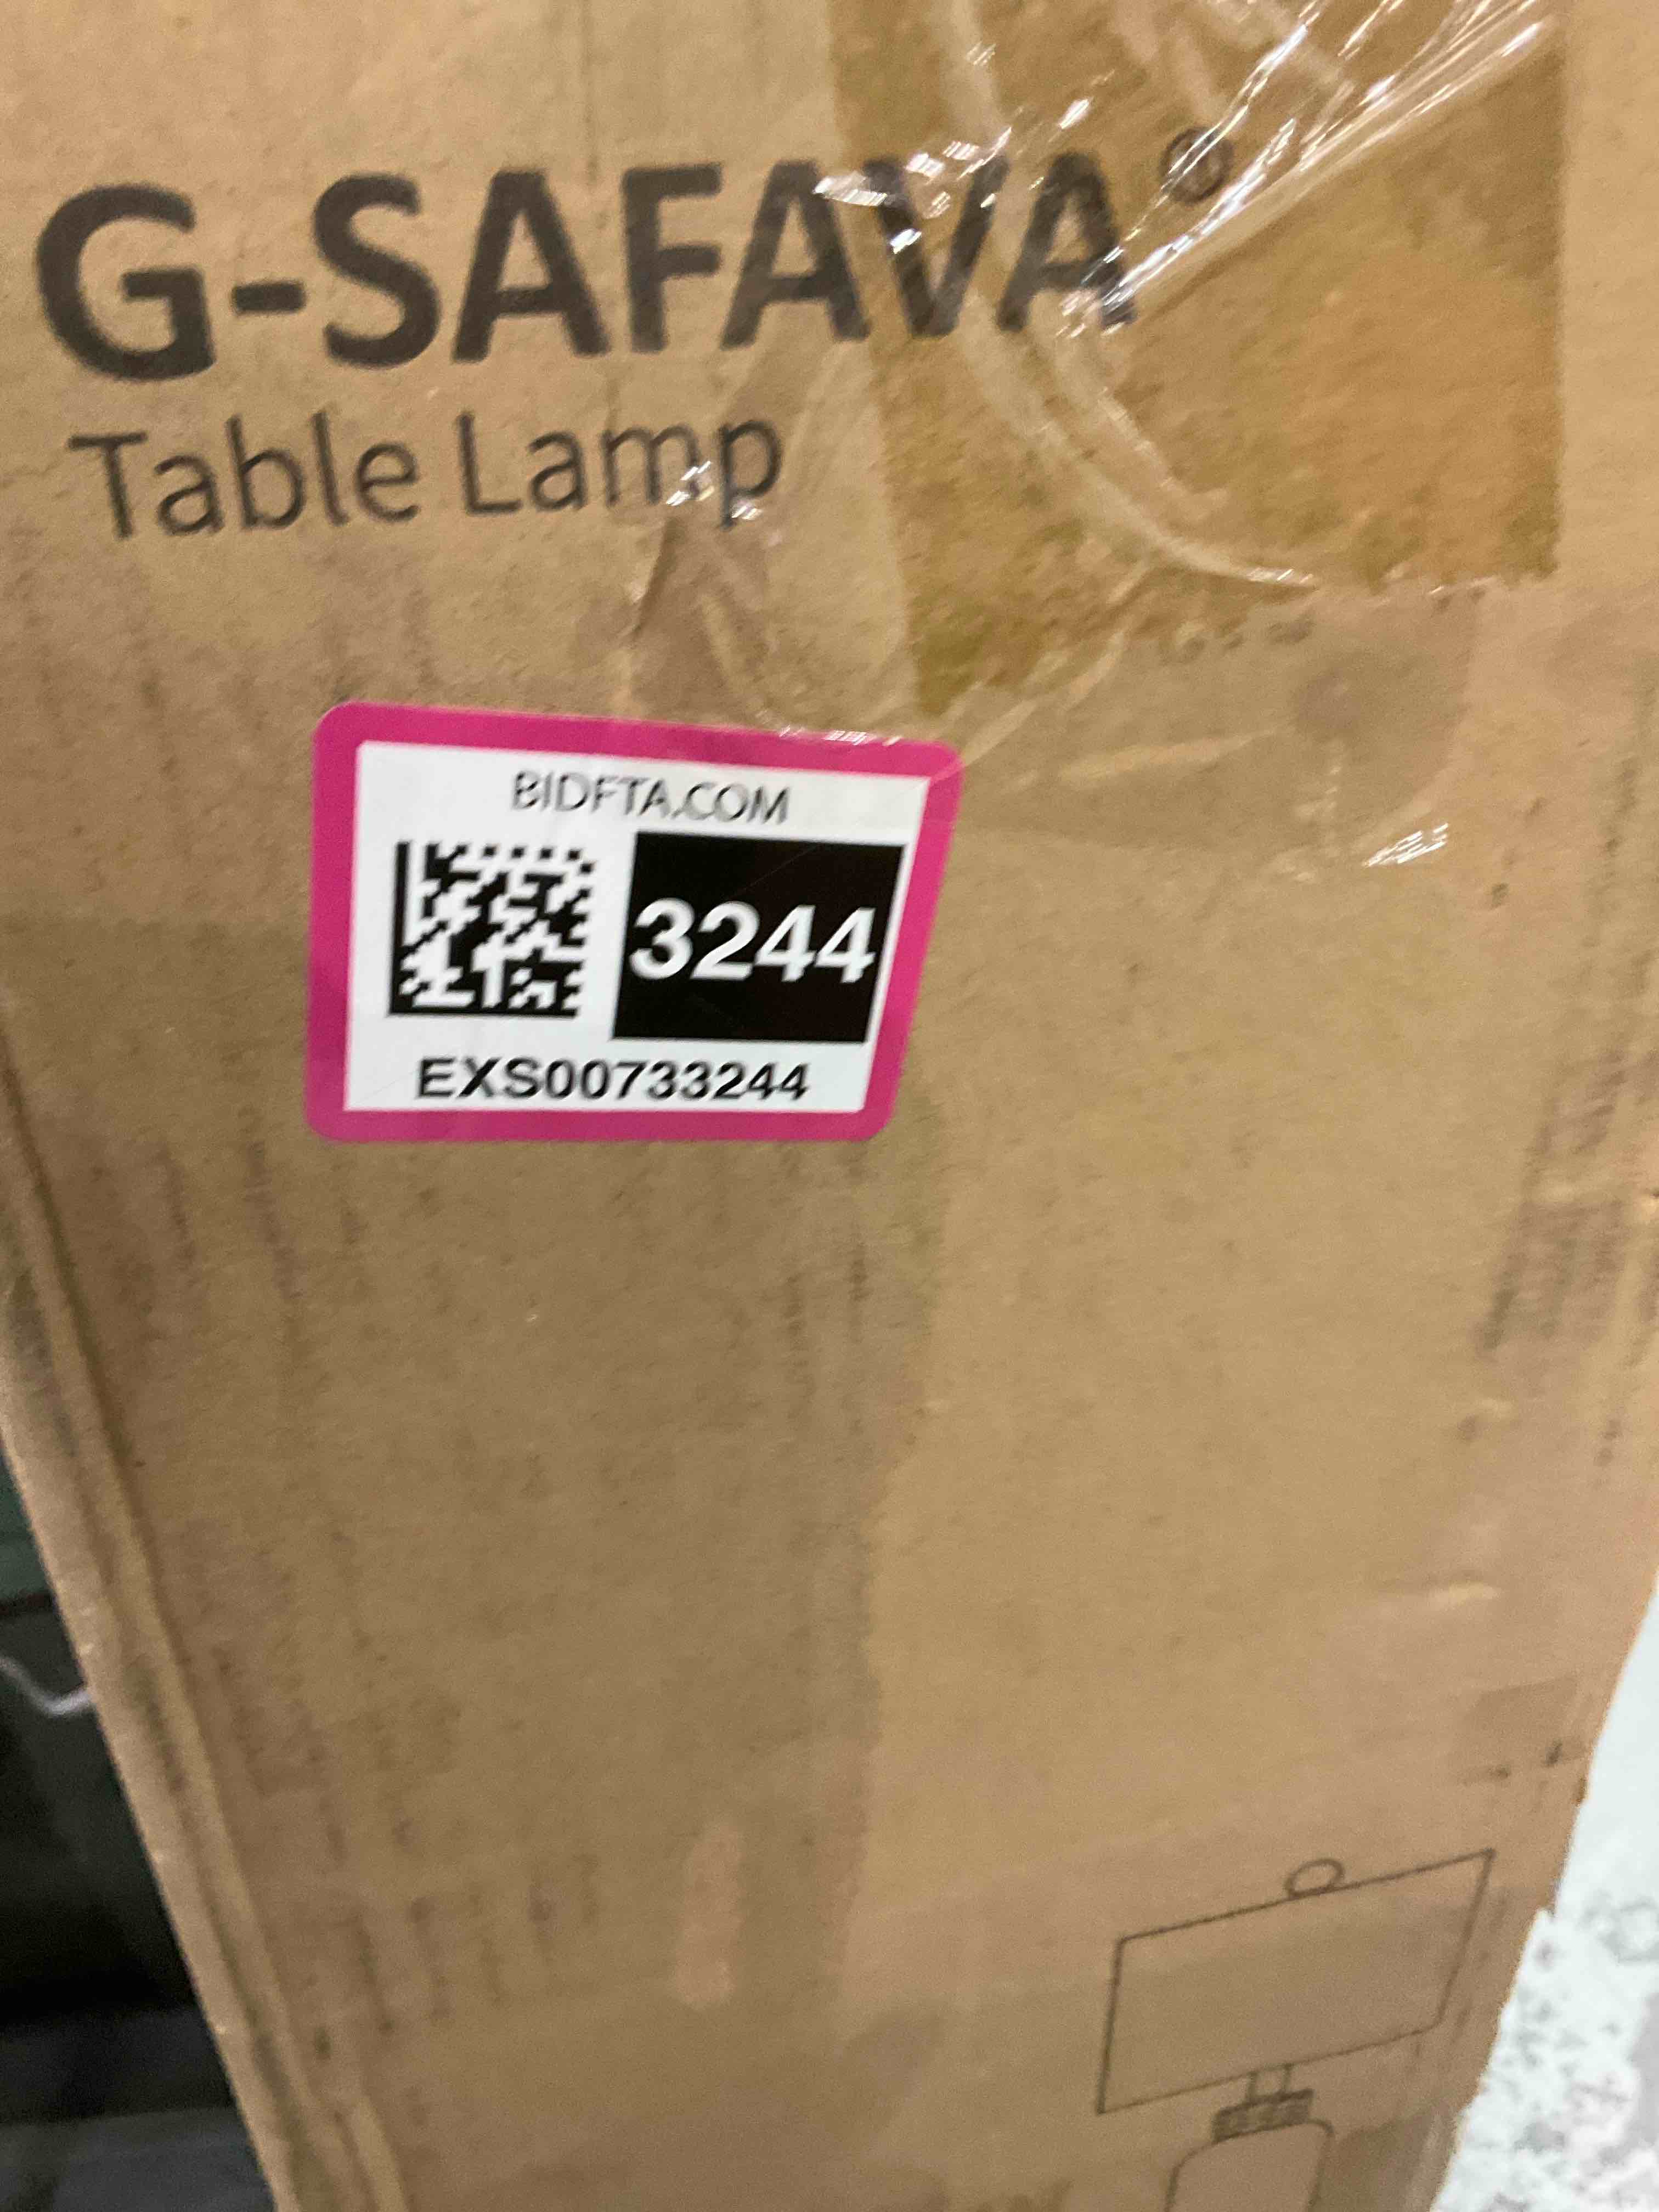 G-SAFAVA®
Table Lamp
BIDFTA.COM
3244
EXS00733244